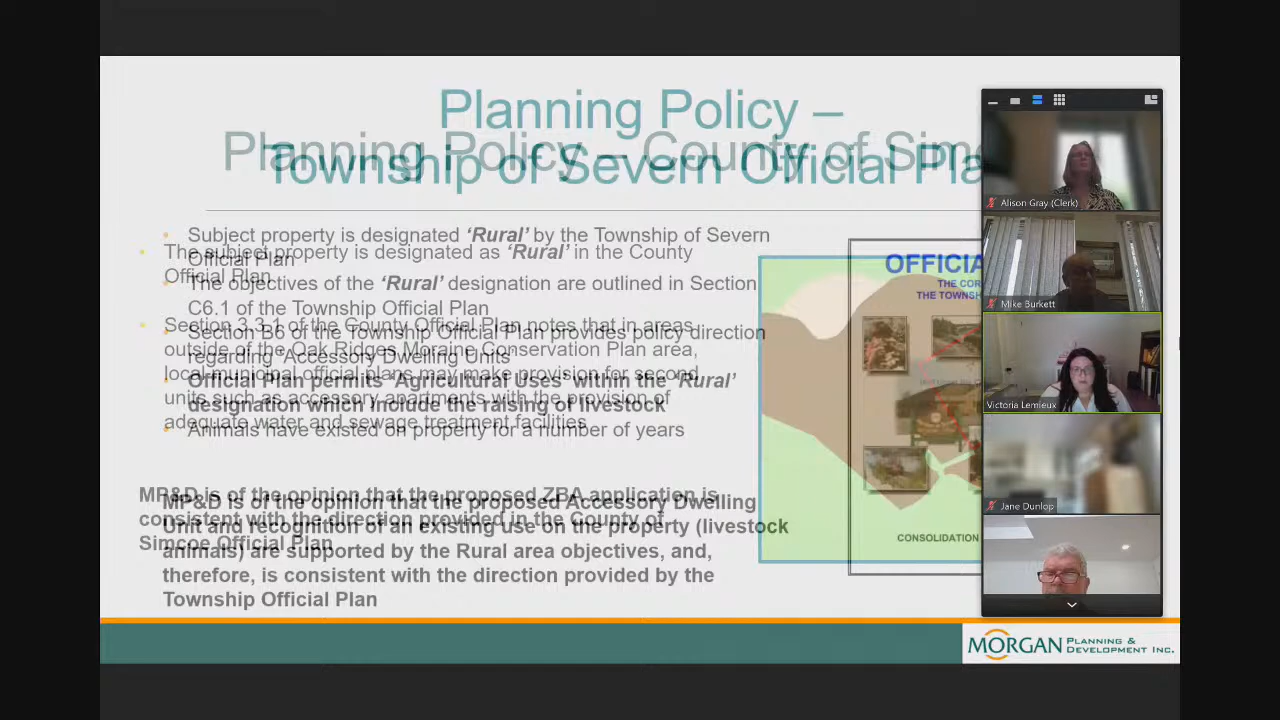 Planning Policy –
Township of Severn Official Pla
Planning Policy – County of Sim
Subject property is designated ‘Rural’ by the Township of Severn
Official Plan
The objectives of the ‘Rural’ designation are outlined in Section
C6.1 of the Township Official Plan
Section B6 of the Township Official Plan provides policy direction
regarding Accessory Dwelling Units
Official Plan permits ‘Agricultural Uses’ within the ‘Rural’
designation which include the raising of livestock
Animals have existed on property for a number of years
MP&D is of the opinion that the proposed Accessory Dwelling
Unit and recognition of an existing use on the property (livestock
animals) are supported by the Rural area objectives, and,
therefore, is consistent with the direction provided by the
Township Official Plan
The subject property is designated as ‘Rural’ in the County
Official Plan
Section 3.3.1 of the County Official Plan notes that in areas
outside of the Oak Ridges Moraine Conservation Plan area,
local municipal official plans may make provision for second
units such as accessory apartments with the provision of
adequate water and sewage treatment facilities
MP&D is of the opinion that the proposed ZBA application is
consistent with the direction provided in the County of
Simcoe Official Plan
OFFICIA
THE COR
THE TOWNSH
CONSOLIDATION
Alison Gray (Clerk)
Mike Burkett
Victoria Lemieux
Jane Dunlop
MORGAN PLANNING &
DEVELOPMENT INC.